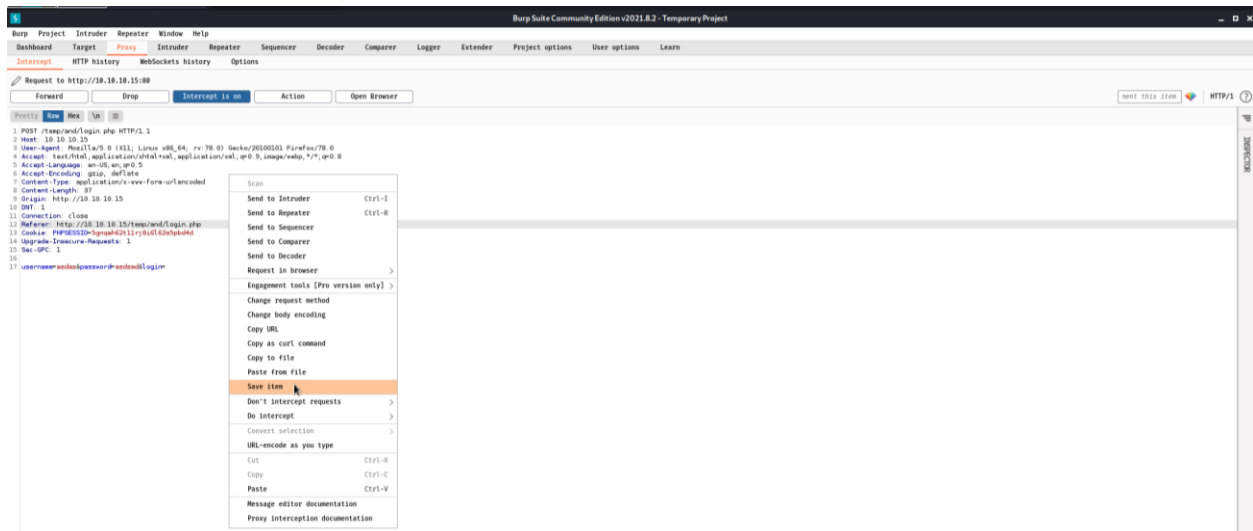 Burp Suite Community Edition v2021.8.2 - Temporary Project
Burp Project Intruder Repeater Window Help
Dashboard Target Proxy Intruder Repeater Sequencer Decoder Comparer Logger Extender Project options User options Learn
Intercept HTTP history WebSockets history Options
Request to http://10.10.10.15:80
Forward Drop Intercept is on Action Open Browser this item HTTP/1 ?
Pretty Raw Hex \n
1 POST /temp/and/login.php HTTP/1.1
2 Host: 10.10.10.15
3 User-Agent: Mozilla/5.0 (X11; Linux x86_64; rv:78.0) Gecko/20100101 Firefox/78.0
4 Accept: text/html,application/xhtml+xml,application/xml;q=0.9,image/webp,*/*;q=0.8
5 Accept-Language: en-US,en;q=0.5
6 Accept-Encoding: gzip, deflate
7 Content-Type: application/x-www-form-urlencoded
8 Content-Length: 37
9 Origin: http://10.10.10.15
10 DNT: 1
11 Connection: close
12 Referer: http://10.10.10.15/temp/and/login.php
13 Cookie:
14 Upgrade-Insecure-Requests: 1
15 Sec-GPC: 1
16
17
INSPECTOR
Scan
Send to Intruder Ctrl-I
Send to Repeater Ctrl-R
Send to Sequencer
Send to Comparer
Send to Decoder
Request in browser >
Engagement tools [Pro version only] >
Change request method
Change body encoding
Copy URL
Copy as curl command
Copy to file
Paste from file
Save item
Don't intercept requests >
Do intercept >
Convert selection >
URL-encode as you type
Cut Ctrl-X
Copy Ctrl-C
Paste Ctrl-V
Message editor documentation
Proxy interception documentation